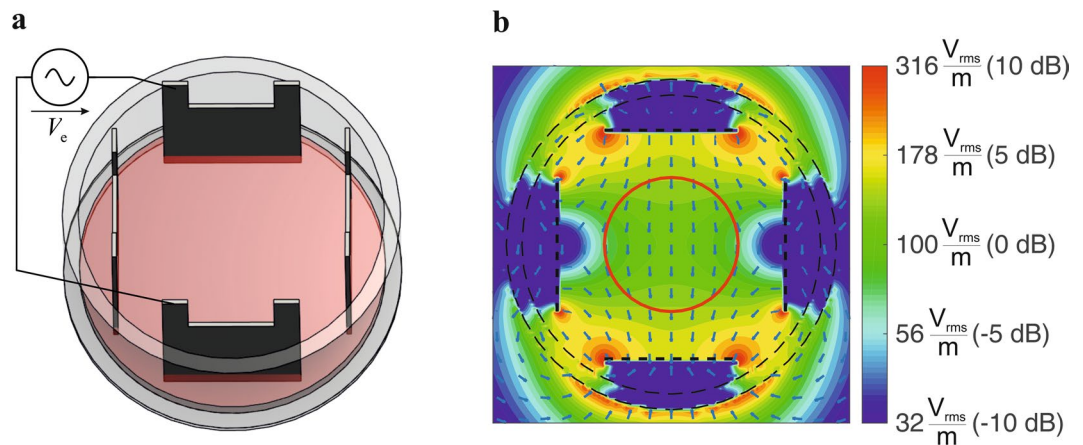 a
b
V_e
316 V_rms/m (10 dB)
178 V_rms/m (5 dB)
100 V_rms/m (0 dB)
56 V_rms/m (-5 dB)
32 V_rms/m (-10 dB)